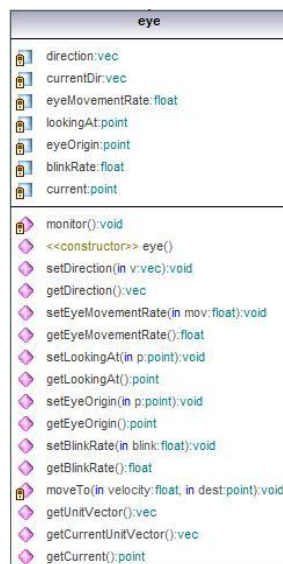 eye
direction:vec
currentDir:vec
eyeMovementRate:float
lookingAt:point
eyeOrigin:point
blinkRate:float
current:point
monitor():void
<<constructor>> eye()
setDirection(in v:vec):void
getDirection():vec
setEyeMovementRate(in mov:float):void
getEyeMovementRate():float
setLookingAt(in p:point):void
getLookingAt():point
setEyeOrigin(in p:point):void
getEyeOrigin():point
setBlinkRate(in blink:float):void
getBlinkRate():float
moveTo(in velocity:float, in dest:point):void
getUnitVector():vec
getCurrentUnitVector():vec
getCurrent():point